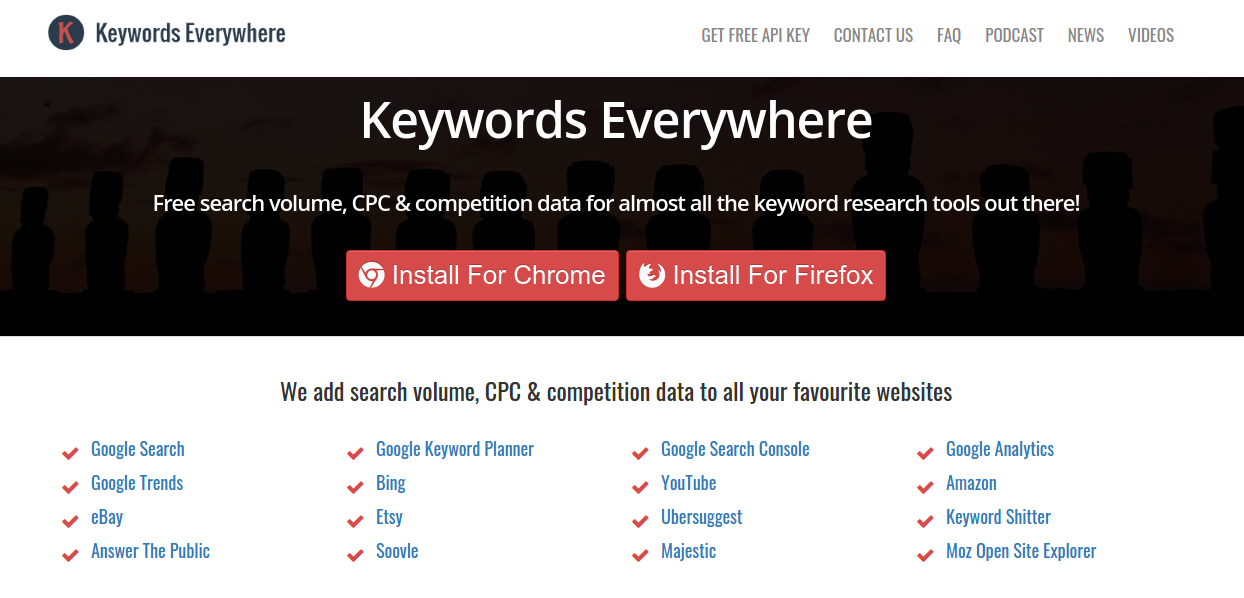 K Keywords Everywhere
GET FREE API KEY CONTACT US FAQ PODCAST NEWS VIDEOS
Keywords Everywhere
Free search volume, CPC & competition data for almost all the keyword research tools out there!
Install For Chrome Install For Firefox
We add search volume, CPC & competition data to all your favourite websites
Google Search Google Keyword Planner Google Search Console Google Analytics
Google Trends Bing YouTube Amazon
eBay Etsy Ubersuggest Keyword Shitter
Answer The Public Soovle Majestic Moz Open Site Explorer